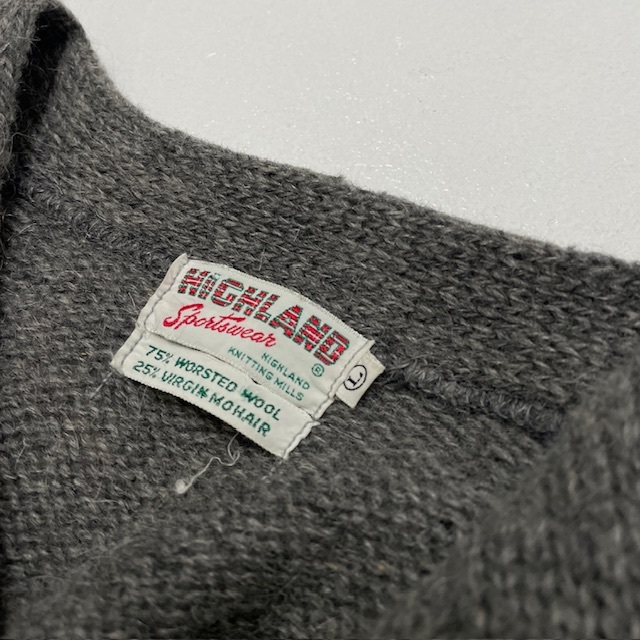 HIGHLAND
®
Sportswear
HIGHLAND
KNITTING MILLS
75% WORSTED WOOL
25% VIRGIN MOHAIR